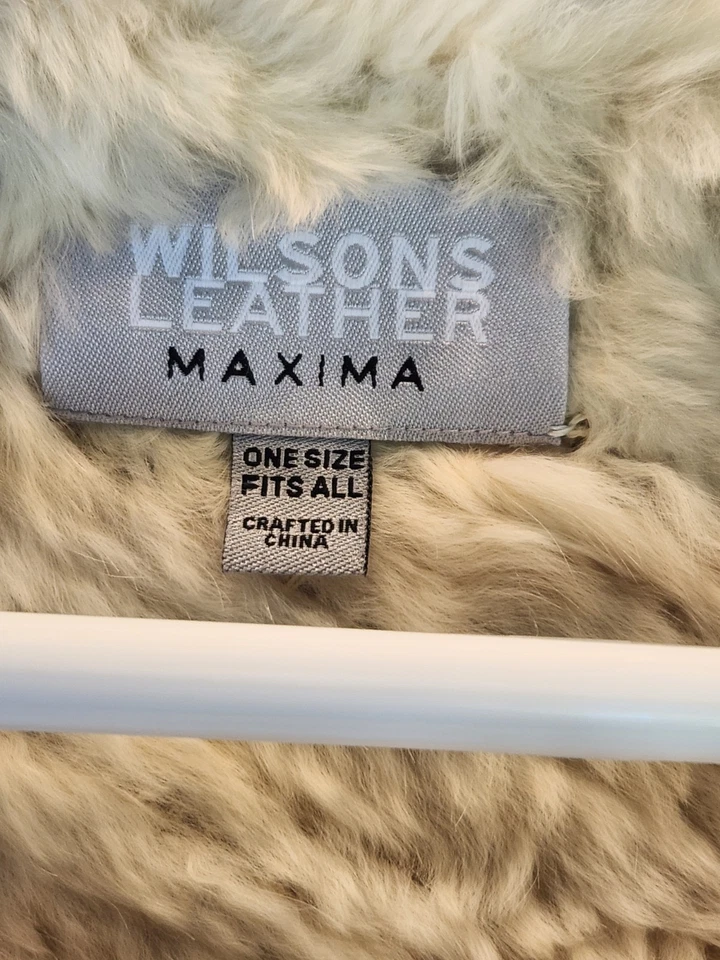 WILSONS
LEATHER
MAXIMA
ONE SIZE
FITS ALL
CRAFTED IN
CHINA